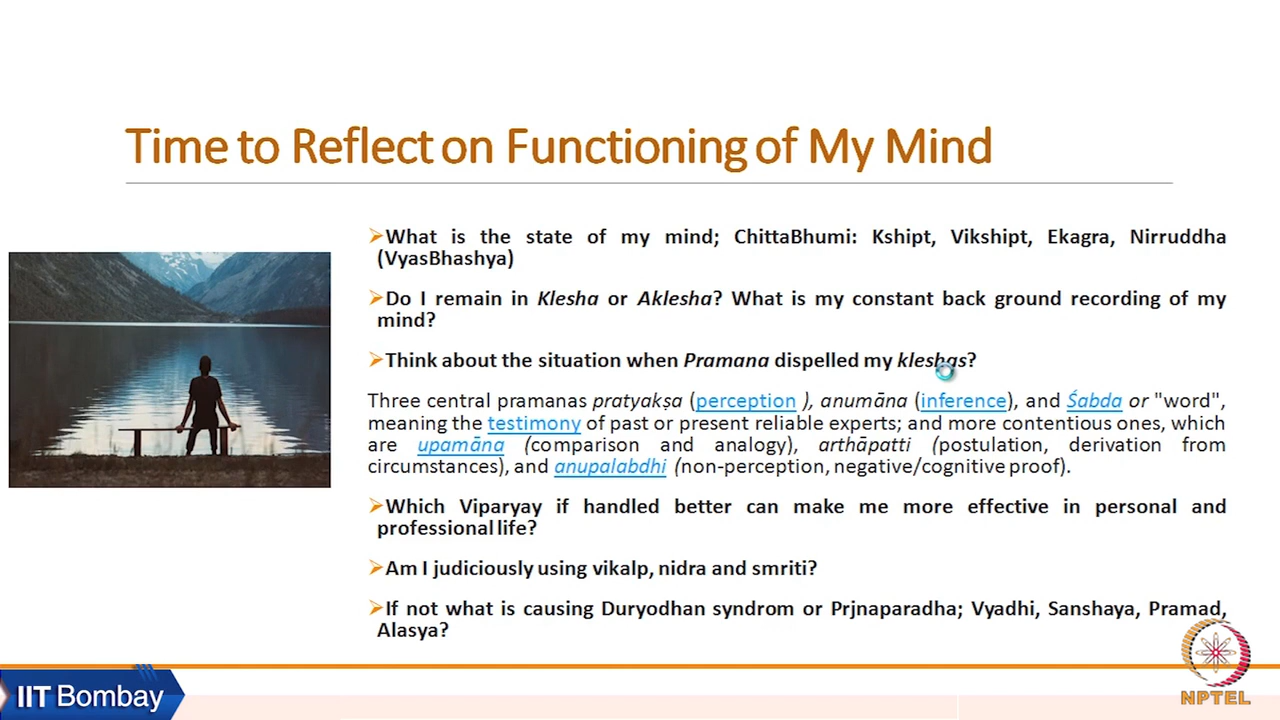 Time to Reflect on Functioning of My Mind
➢What is the state of my mind; ChittaBhumi: Kshipt, Vikshipt, Ekagra, Nirruddha
(VyasBhashya)
➢Do I remain in Klesha or Aklesha? What is my constant back ground recording of my
mind?
➢Think about the situation when Pramana dispelled my kleshas?
Three central pramanas pratyakṣa (perception ), anumāna (inference), and Śabda or "word",
meaning the testimony of past or present reliable experts; and more contentious ones, which
are upamāna (comparison and analogy), arthāpatti (postulation, derivation from
circumstances), and anupalabdhi (non-perception, negative/cognitive proof).
➢Which Viparyay if handled better can make me more effective in personal and
professional life?
➢Am I judiciously using vikalp, nidra and smriti?
➢If not what is causing Duryodhan syndrom or Prjnaparadha; Vyadhi, Sanshaya, Pramad,
Alasya?
IIT Bombay
NPTEL